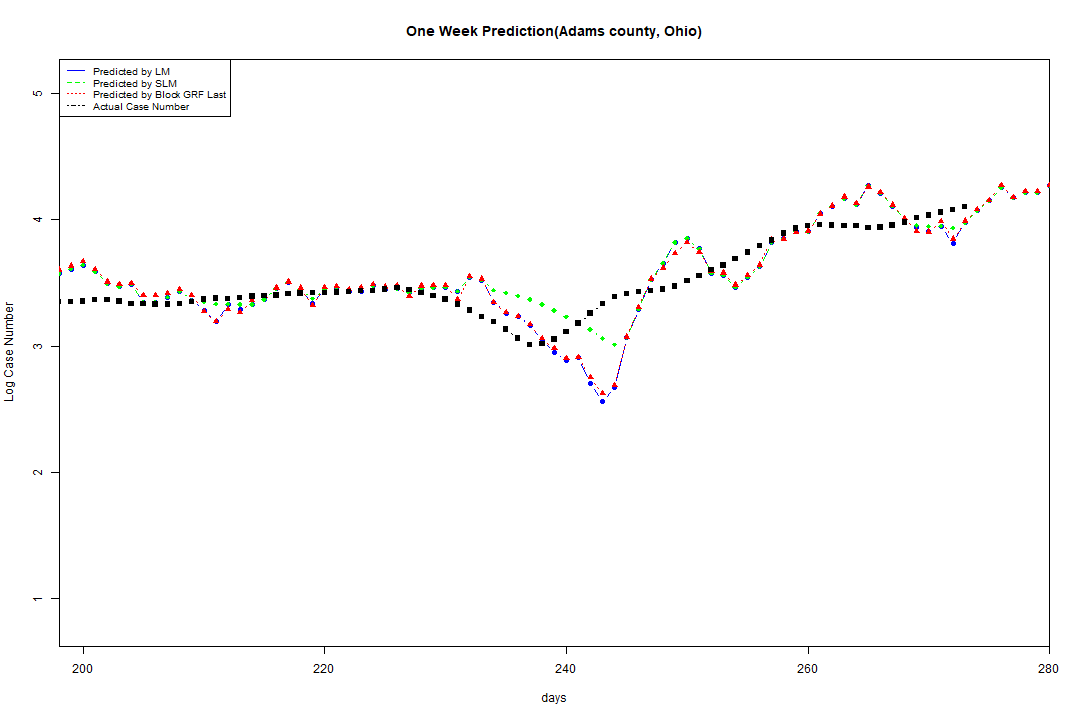 One Week Prediction(Adams county, Ohio)
Predicted by LM
Predicted by SLM
Predicted by Block GRF Last
Actual Case Number
5
4
3
2
1
Log Case Number
200 220 240 260 280
days